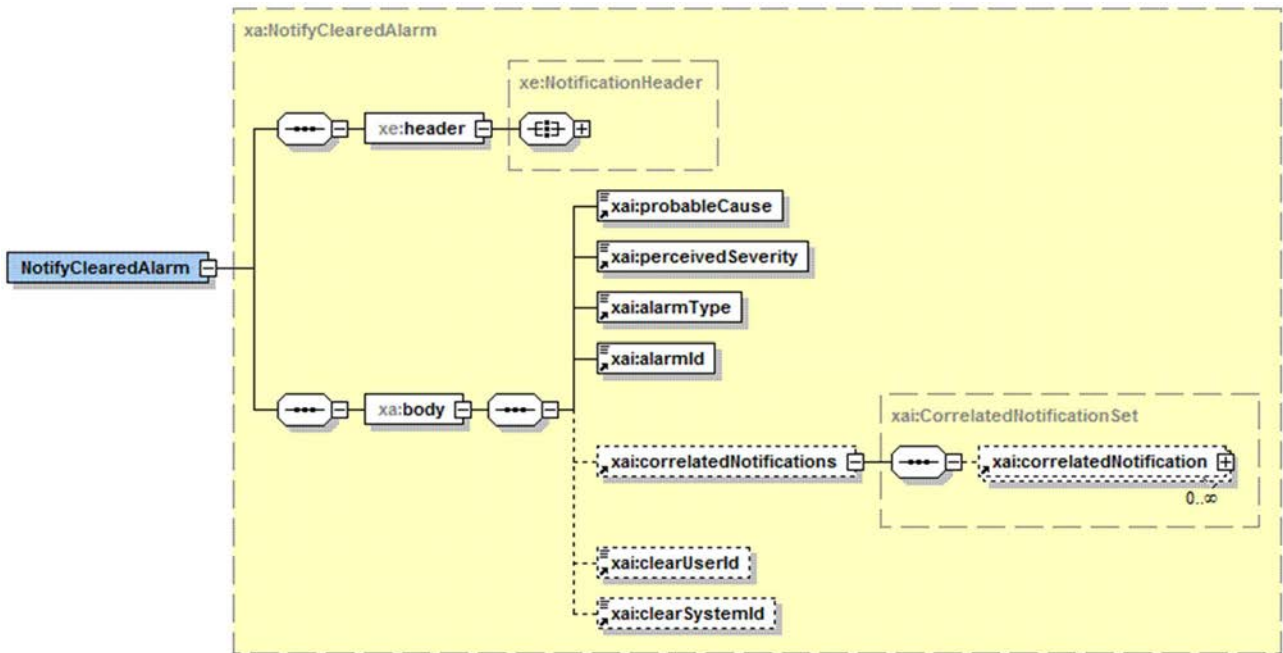 xa:NotifyClearedAlarm
xe:NotificationHeader
xe:header
xai:probableCause
xai:perceivedSeverity
NotifyClearedAlarm
xai:alarmType
xai:alarmId
xa:body
xai:CorrelatedNotificationSet
xai:correlatedNotifications
xai:correlatedNotification
0..∞
xai:clearUserId
xai:clearSystemId